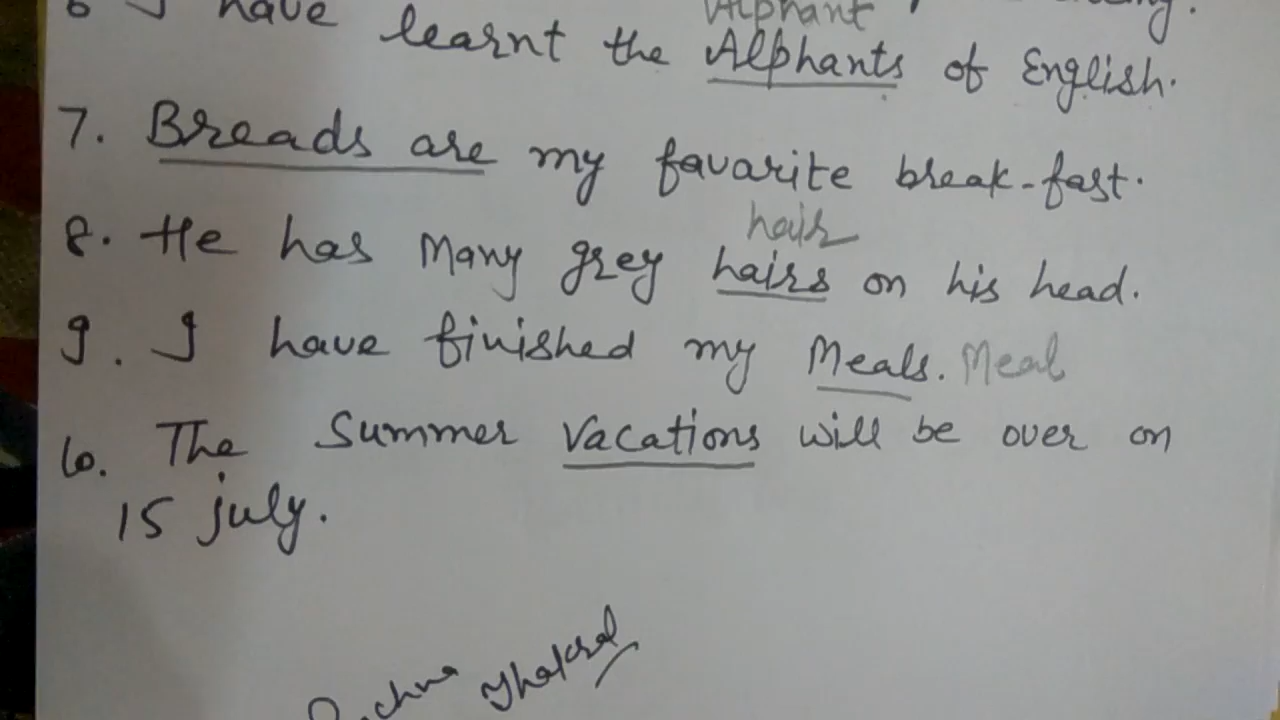 Alphant
6 I have learnt the Alphants of English.
7. Breads are my favarite break-fast.
hair
8. He has Many grey hairs on his head.
9. I have finished my Meals. Meal
10. The Summer Vacations will be over on
15 july.